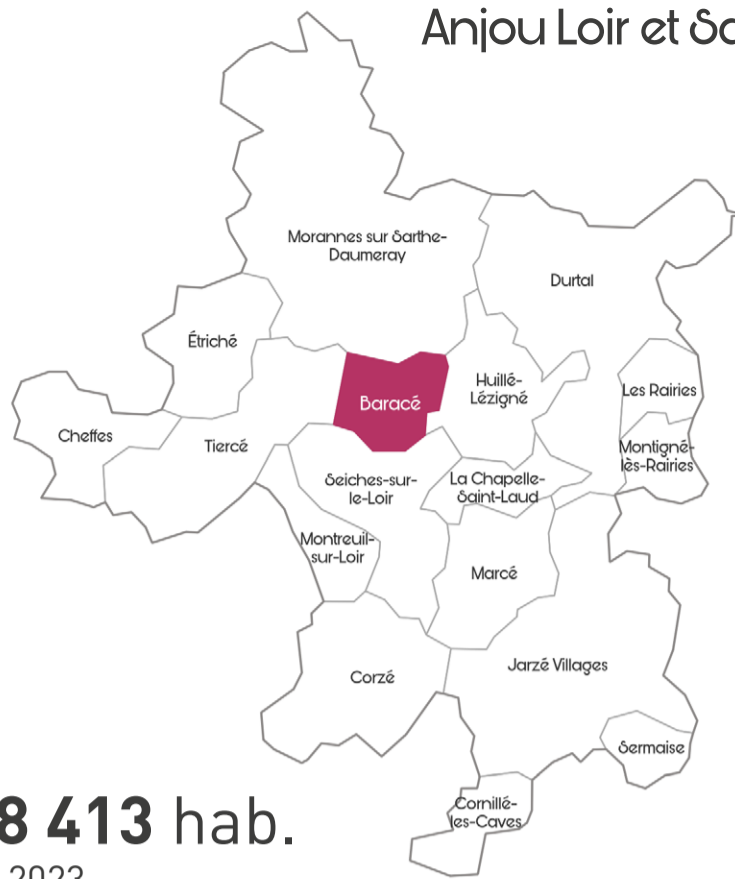 Anjou Loir et
Morannes sur Sarthe-
Daumeray
Durtal
Étriché
Huillé-
Lézigné
Les Rairies
Baracé
Cheffes
Tiercé
Montigné-
lès-Rairies
Seiches-sur-
le-Loir
La Chapelle-
Saint-Laud
Montreuil-
sur-Loir
Marcé
Jarzé Villages
Corzé
Sermaise
Cornillé-
les-Caves
8 413 hab.
2023